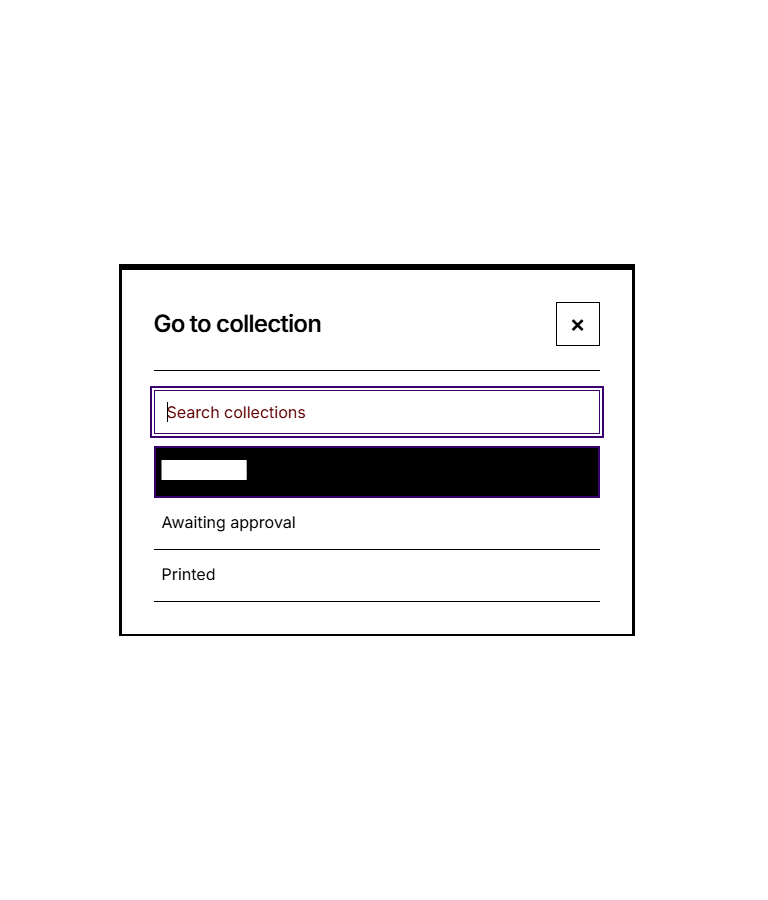 Go to collection
×
Search collections
Awaiting approval
Printed